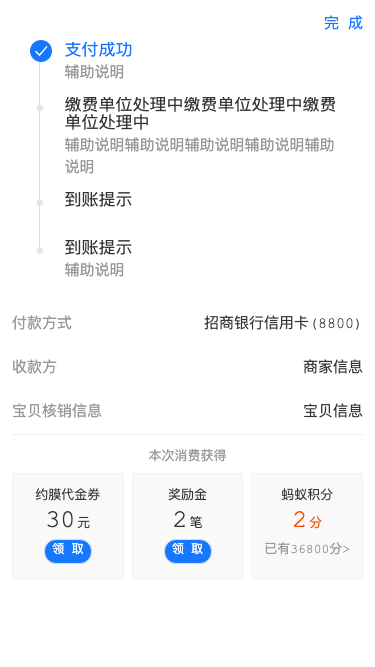 完 成
支付成功
辅助说明
缴费单位处理中缴费单位处理中缴费
单位处理中
辅助说明辅助说明辅助说明辅助说明辅助
说明
到账提示
到账提示
辅助说明
付款方式 招商银行信用卡 (8800)
收款方 商家信息
宝贝核销信息 宝贝信息
本次消费获得
约膜代金券 奖励金 蚂蚁积分
30元 2笔 2分
领 取 领 取 已有36800分>